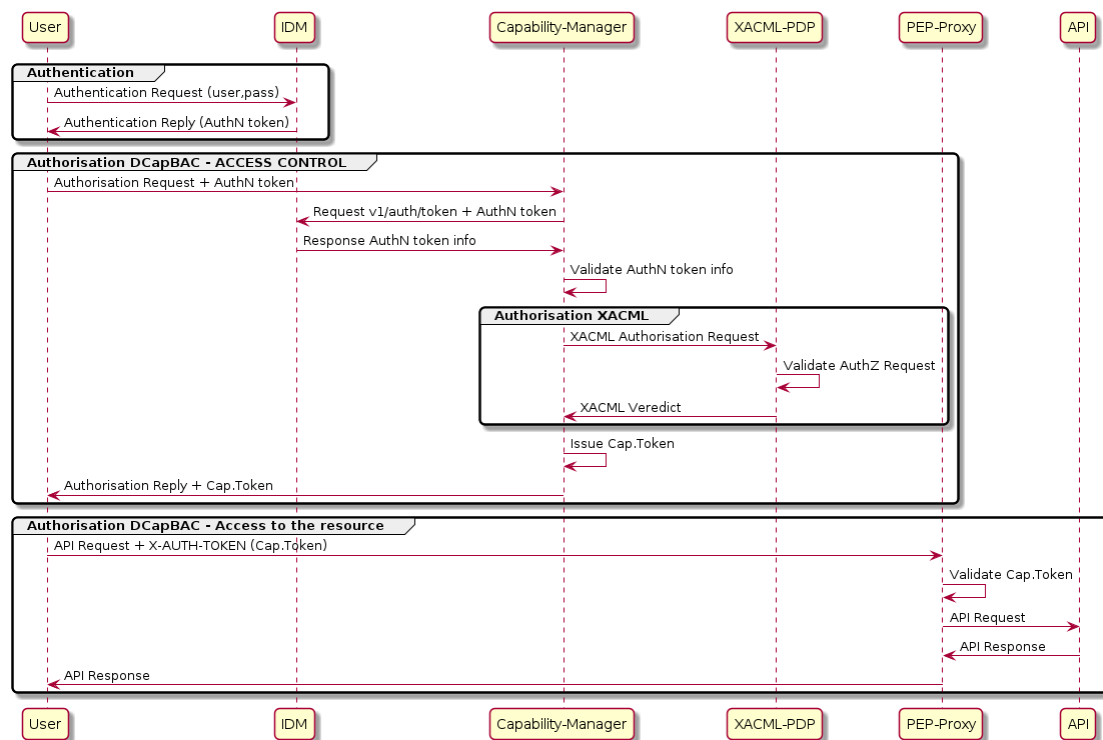 User
IDM
Capability-Manager
XACML-PDP
PEP-Proxy
API
Authentication
Authentication Request (user,pass)
Authentication Reply (AuthN token)
Authorisation DCapBAC - ACCESS CONTROL
Authorisation Request + AuthN token
Request v1/auth/token + AuthN token
Response AuthN token info
Validate AuthN token info
Authorisation XACML
XACML Authorisation Request
Validate AuthZ Request
XACML Veredict
Issue Cap.Token
Authorisation Reply + Cap.Token
Authorisation DCapBAC - Access to the resource
API Request + X-AUTH-TOKEN (Cap.Token)
Validate Cap.Token
API Request
API Response
API Response
User
IDM
Capability-Manager
XACML-PDP
PEP-Proxy
API